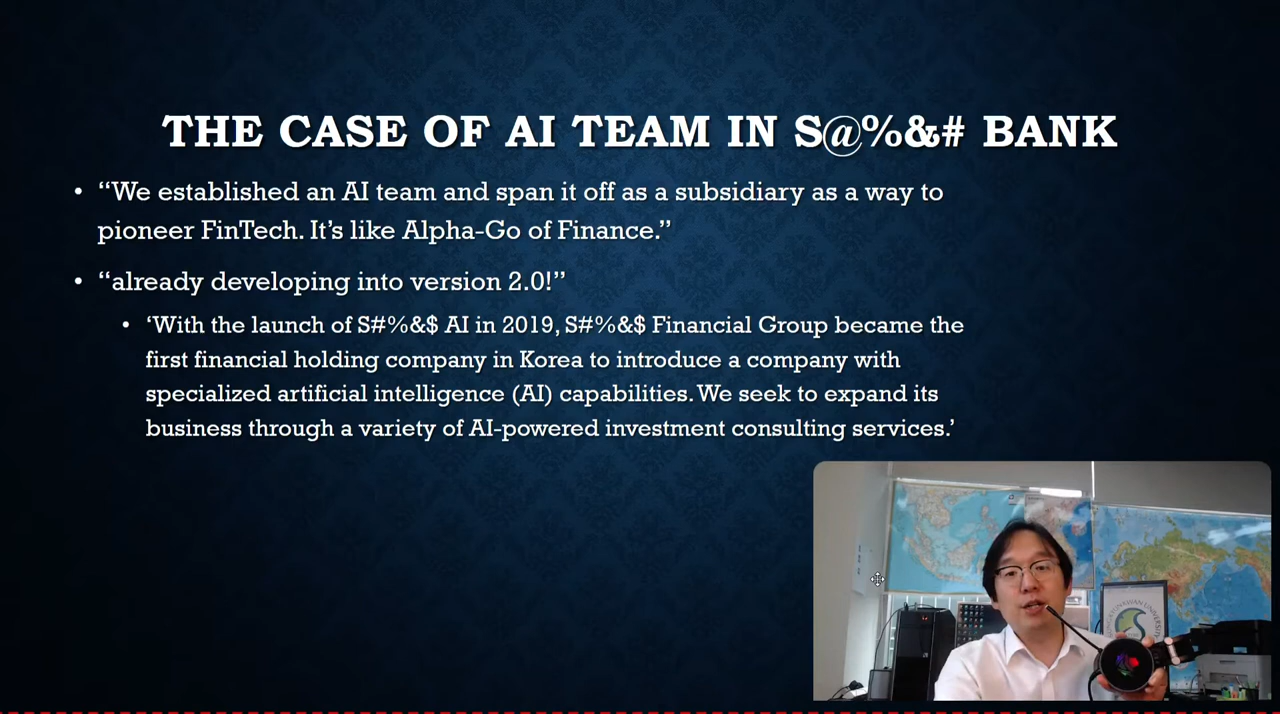 THE CASE OF AI TEAM IN S@%&# BANK
• “We established an AI team and span it off as a subsidiary as a way to
pioneer FinTech. It’s like Alpha-Go of Finance.”
• “already developing into version 2.0!”
• ‘With the launch of S#%&$ AI in 2019, S#%&$ Financial Group became the
first financial holding company in Korea to introduce a company with
specialized artificial intelligence (AI) capabilities. We seek to expand its
business through a variety of AI-powered investment consulting services.’